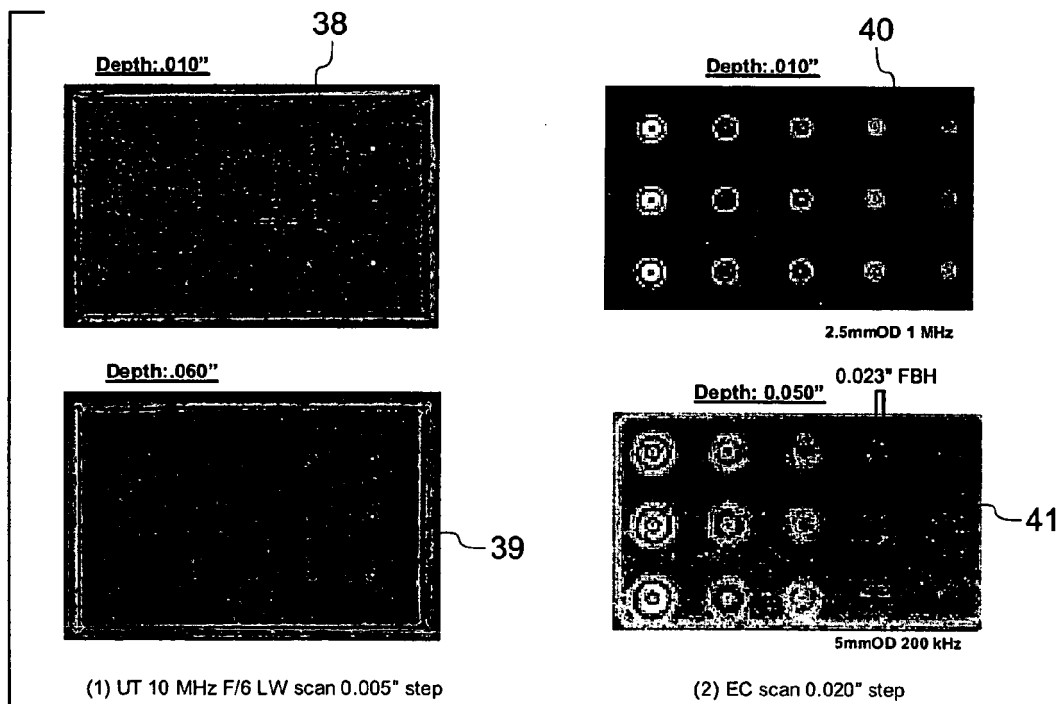 38
Depth:.010"
Depth:.060"
39
(1) UT 10 MHz F/6 LW scan 0.005" step
40
Depth:.010"
2.5mmOD 1 MHz
0.023" FBH
Depth: 0.050"
41
5mmOD 200 kHz
(2) EC scan 0.020" step